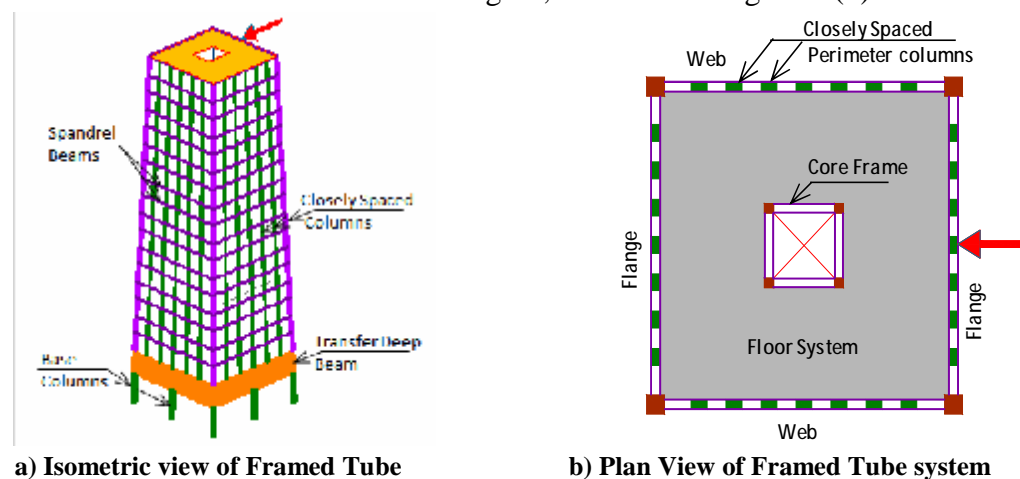 Closely Spaced
Perimeter columns
Web
Spandrel
Beams
Core Frame
Closely Spaced
Columns
Flange
Flange
Transfer Deep
Beam
Floor System
Base
Columns
Web
a) Isometric view of Framed Tube
b) Plan View of Framed Tube system